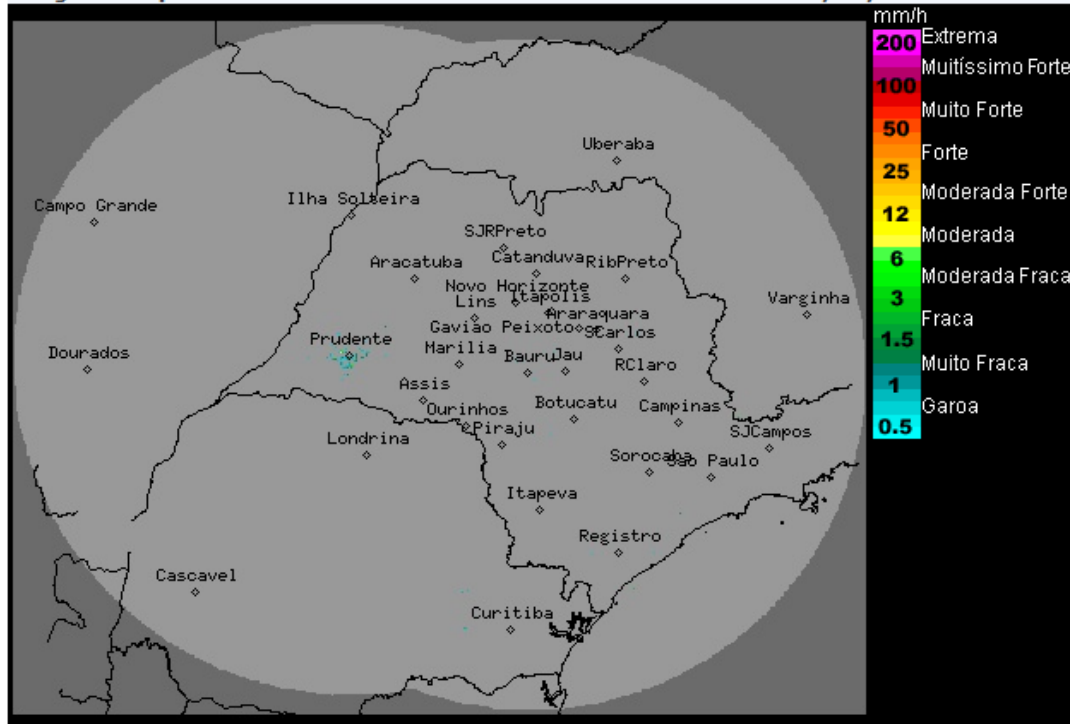 mm/h
200 Extrema
Muitíssimo Forte
100
Muito Forte
50
Forte
25
Moderada Forte
12
Moderada
6
Moderada Fraca
3
Fraca
1.5
Muito Fraca
1
Garoa
0.5
Uberaba
Campo Grande
Ilha Solteira
SJRPreto
Aracatuba
Catanduva
RibPreto
Novo Horizonte
Lins
Itapolis
Varginha
Araraquara
Gavião Peixoto
SCarlos
Prudente
Dourados
Marilia
Bauru
Jau
RClaro
Assis
Ourinhos
Botucatu
Campinas
Piraju
Londrina
SJCampos
Sorocaba
Sao Paulo
Itapeva
Registro
Cascavel
Curitiba